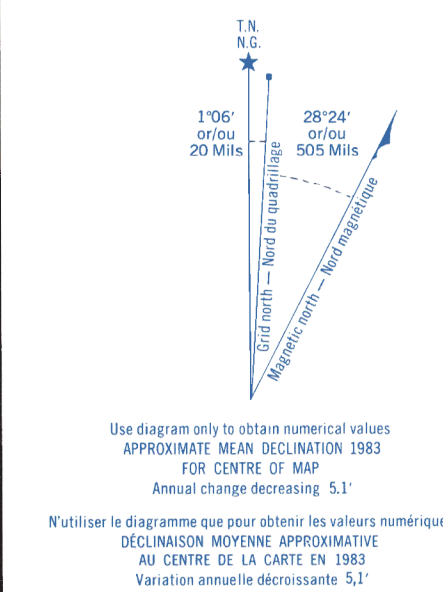 T.N.
N.G.
1°06′
or/ou
20 Mils
28°24′
or/ou
505 Mils
Grid north — Nord du quadrillage
Magnetic north — Nord magnétique
Use diagram only to obtain numerical values
APPROXIMATE MEAN DECLINATION 1983
FOR CENTRE OF MAP
Annual change decreasing 5.1′
N'utiliser le diagramme que pour obtenir les valeurs numérique
DÉCLINAISON MOYENNE APPROXIMATIVE
AU CENTRE DE LA CARTE EN 1983
Variation annuelle décroissante 5,1′